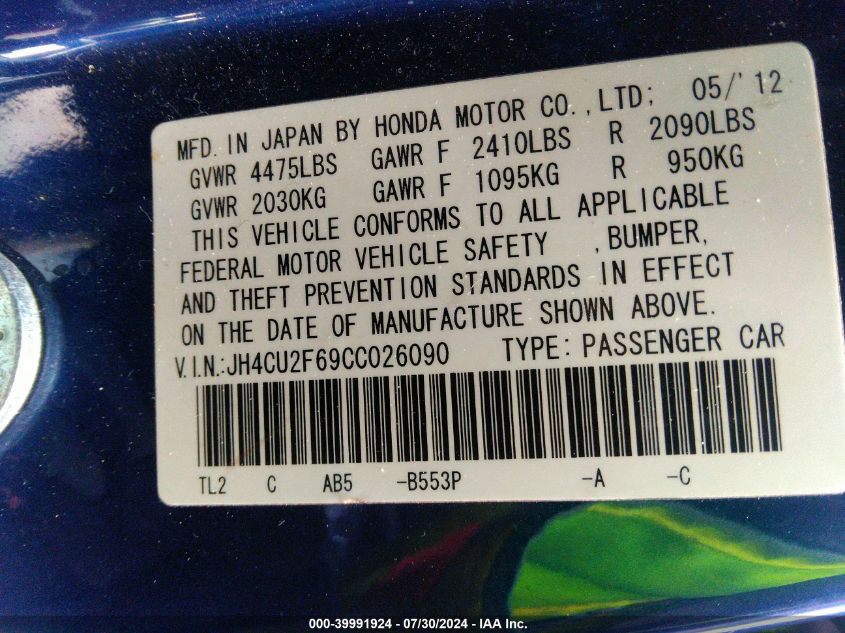 MFD. IN JAPAN BY HONDA MOTOR CO., LTD; 05/'12
GVWR 4475LBS GAWR F 2410LBS R 2090LBS
GVWR 2030KG GAWR F 1095KG R 950KG
THIS VEHICLE CONFORMS TO ALL APPLICABLE
FEDERAL MOTOR VEHICLE SAFETY , BUMPER,
AND THEFT PREVENTION STANDARDS IN EFFECT
ON THE DATE OF MANUFACTURE SHOWN ABOVE.
V.I.N.:JH4CU2F69CC026090 TYPE: PASSENGER CAR
TL2 C AB5 -B553P -A -C
000-39991924 / 07/30/2024 - IAA Inc.